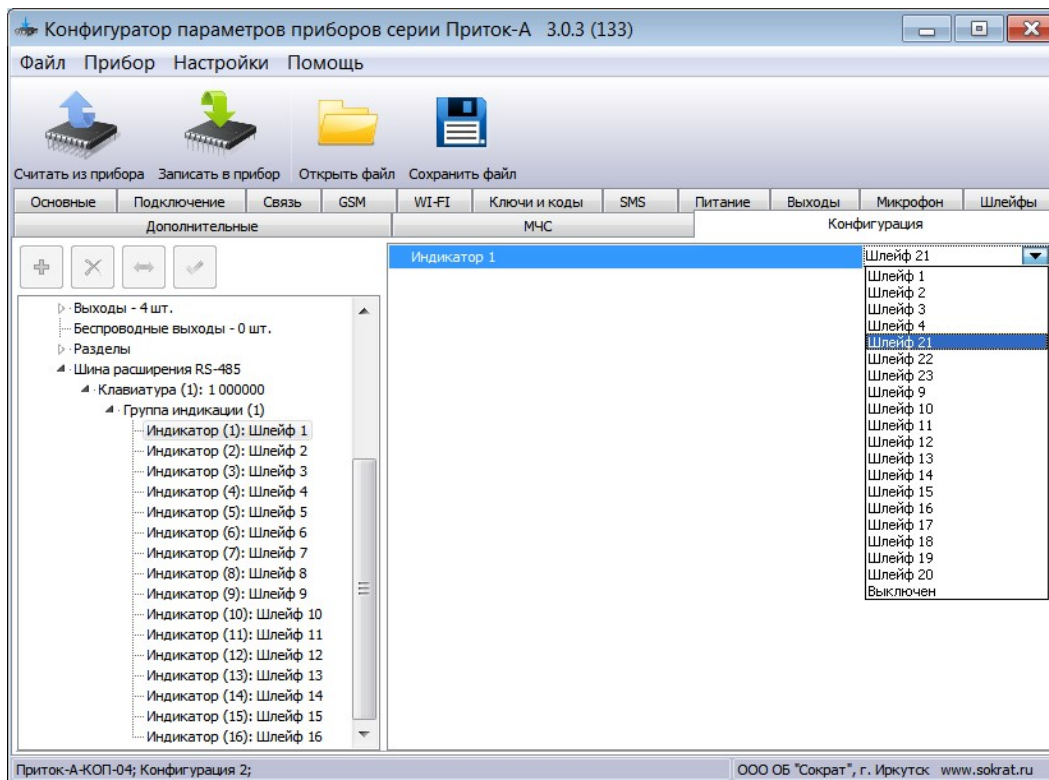 Конфигуратор параметров приборов серии Приток-А 3.0.3 (133)
Файл Прибор Настройки Помощь
Считать из прибора Записать в прибор Открыть файл Сохранить файл
Основные Подключение Связь GSM WI-FI Ключи и коды SMS Питание Выходы Микрофон Шлейфы
Дополнительные МЧС Конфигурация
Индикатор 1 Шлейф 21
Шлейф 1
Шлейф 2
Шлейф 3
Шлейф 4
Шлейф 21
Шлейф 22
Шлейф 23
Шлейф 9
Шлейф 10
Шлейф 11
Шлейф 12
Шлейф 13
Шлейф 14
Шлейф 15
Шлейф 16
Шлейф 17
Шлейф 18
Шлейф 19
Шлейф 20
Выключен
Выходы - 4 шт.
Беспроводные выходы - 0 шт.
Разделы
Шина расширения RS-485
Клавиатура (1): 1000000
Группа индикации (1)
Индикатор (1): Шлейф 1
Индикатор (2): Шлейф 2
Индикатор (3): Шлейф 3
Индикатор (4): Шлейф 4
Индикатор (5): Шлейф 5
Индикатор (6): Шлейф 6
Индикатор (7): Шлейф 7
Индикатор (8): Шлейф 8
Индикатор (9): Шлейф 9
Индикатор (10): Шлейф 10
Индикатор (11): Шлейф 11
Индикатор (12): Шлейф 12
Индикатор (13): Шлейф 13
Индикатор (14): Шлейф 14
Индикатор (15): Шлейф 15
Индикатор (16): Шлейф 16
Приток-А-КОП-04; Конфигурация 2; ООО ОБ "Сократ", г. Иркутск www.sokrat.ru